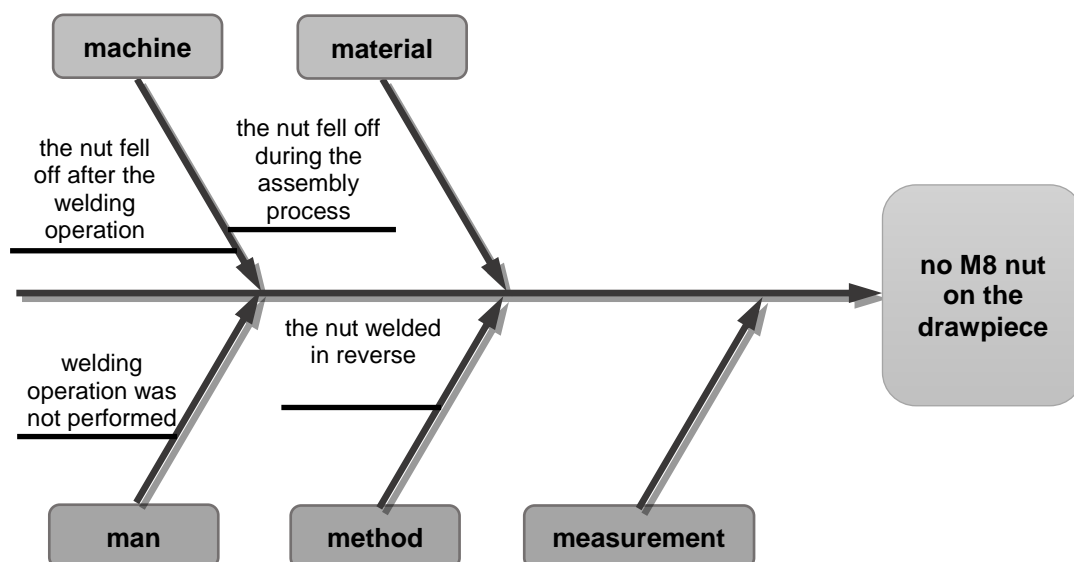 machine
material
the nut fell
off after the
welding
operation
the nut fell off
during the
assembly
process
no M8 nut
on the
drawpiece
the nut welded
in reverse
welding
operation was
not performed
man
method
measurement